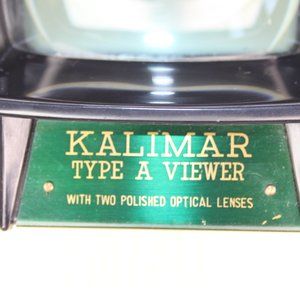 KALIMAR
TYPE A VIEWER
WITH TWO POLISHED OPTICAL LENSES